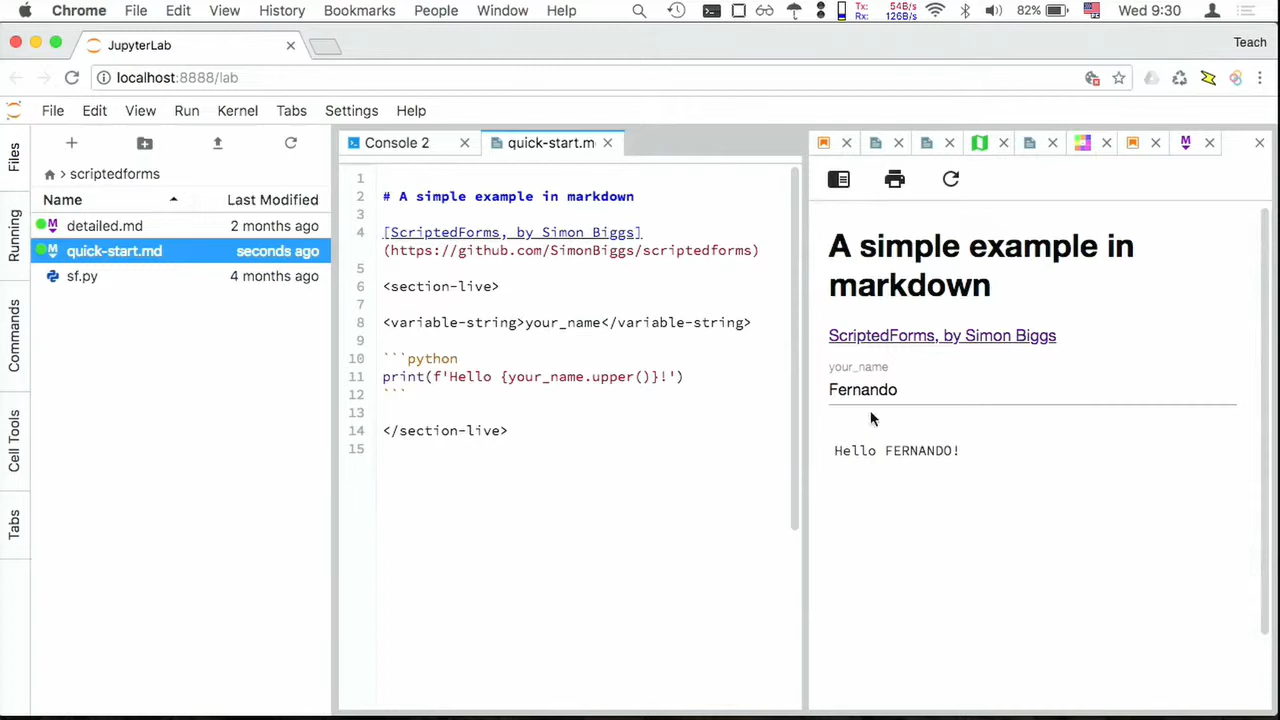 Chrome File Edit View History Bookmarks People Window Help Tx: 54B/s Rx: 126B/s 82% Wed 9:30
JupyterLab
Teach
localhost:8888/lab
File Edit View Run Kernel Tabs Settings Help
Files
Running
Commands
Cell Tools
Tabs
scriptedforms
Name Last Modified
detailed.md 2 months ago
quick-start.md seconds ago
sf.py 4 months ago
Console 2
quick-start.m
1
2 # A simple example in markdown
3
4 [ScriptedForms, by Simon Biggs]
(https://github.com/SimonBiggs/scriptedforms)
5
6 <section-live>
7
8 <variable-string>your_name</variable-string>
9
10 ```python
11 print(f'Hello {your_name.upper()}!')
12 ```
13
14 </section-live>
15
A simple example in
markdown
ScriptedForms, by Simon Biggs
your_name
Fernando
Hello FERNANDO!